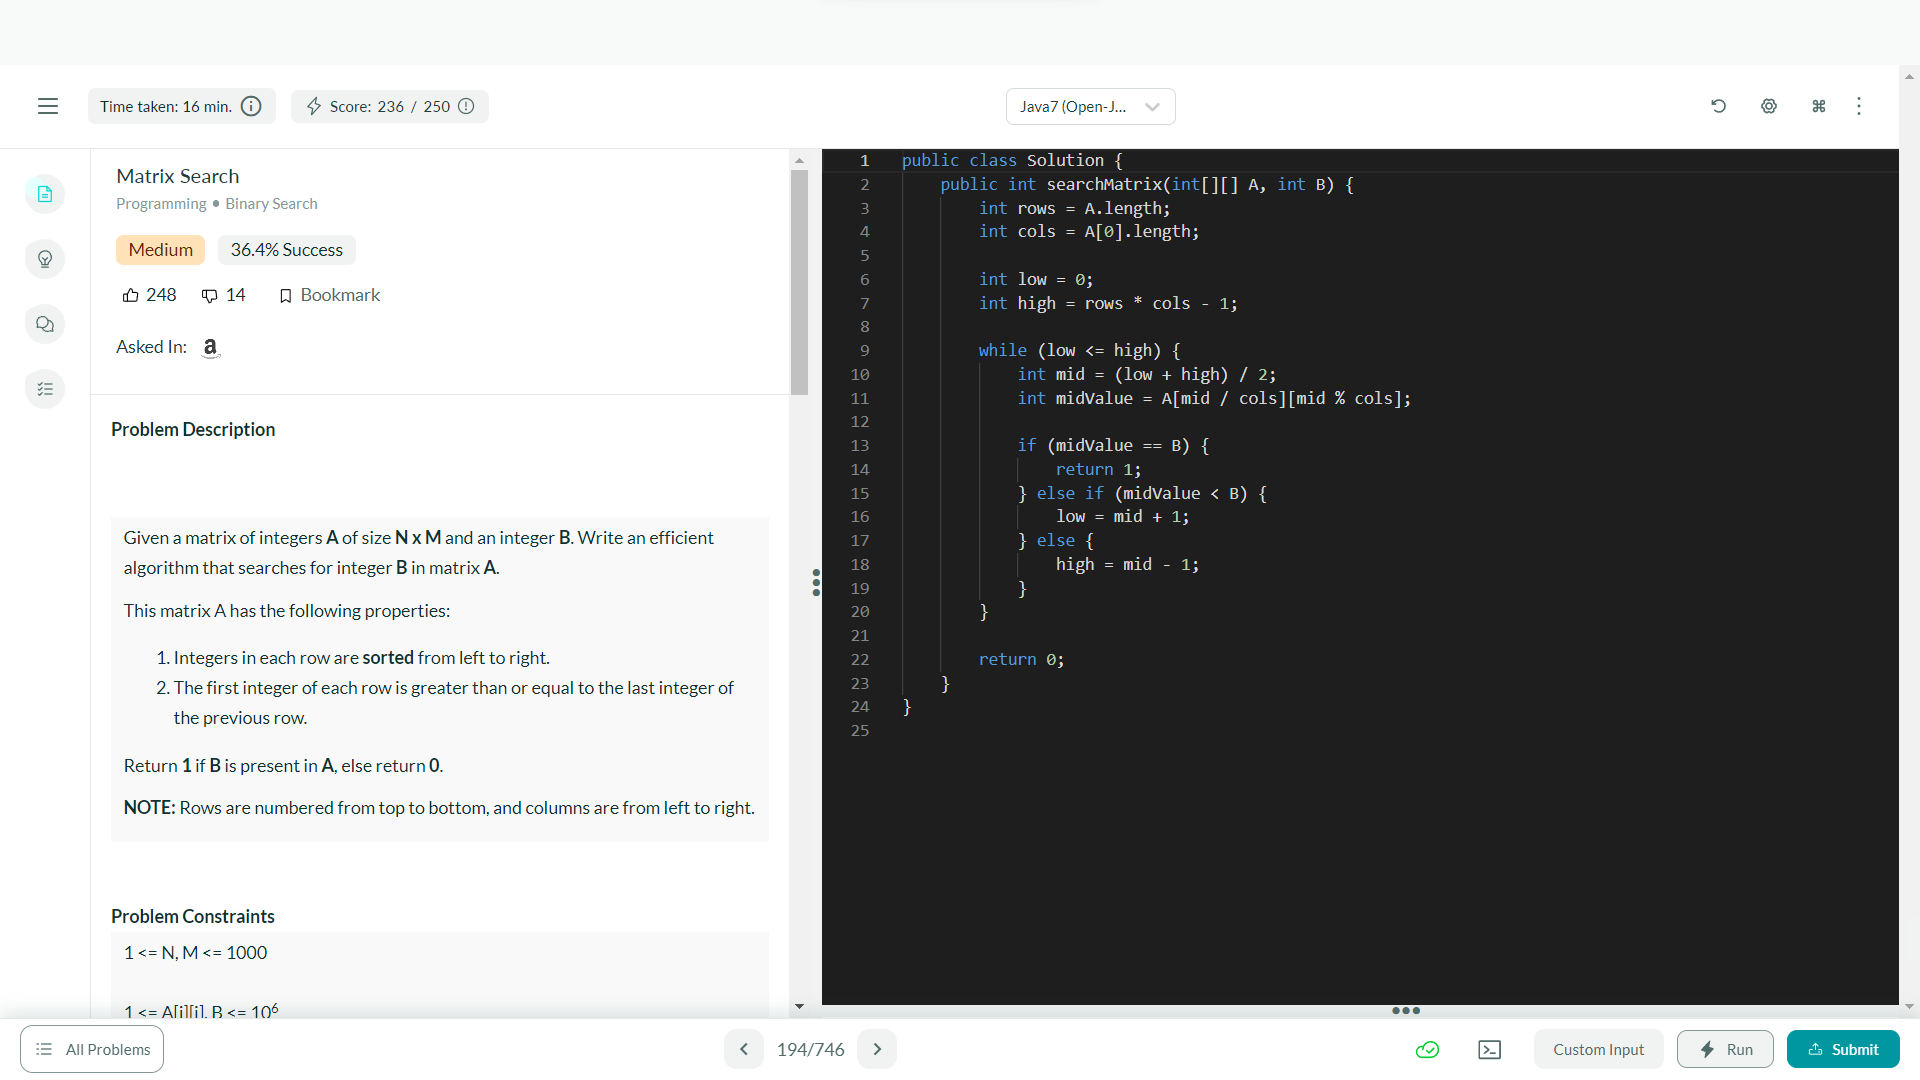 Time taken: 16 min.
Score: 236 / 250
Java7 (Open-J...
Matrix Search
Programming • Binary Search
Medium
36.4% Success
248
14
Bookmark
Asked In:
Problem Description
Given a matrix of integers A of size N x M and an integer B. Write an efficient
algorithm that searches for integer B in matrix A.
This matrix A has the following properties:
1. Integers in each row are sorted from left to right.
2. The first integer of each row is greater than or equal to the last integer of
the previous row.
Return 1 if B is present in A, else return 0.
NOTE: Rows are numbered from top to bottom, and columns are from left to right.
Problem Constraints
1 <= N, M <= 1000
1 <= A[i][j], B <= 10⁶
1 public class Solution {
2     public int searchMatrix(int[][] A, int B) {
3         int rows = A.length;
4         int cols = A[0].length;
5
6         int low = 0;
7         int high = rows * cols - 1;
8
9         while (low <= high) {
10             int mid = (low + high) / 2;
11             int midValue = A[mid / cols][mid % cols];
12
13             if (midValue == B) {
14                 return 1;
15             } else if (midValue < B) {
16                 low = mid + 1;
17             } else {
18                 high = mid - 1;
19             }
20         }
21
22         return 0;
23     }
24 }
25
All Problems
194/746
Custom Input
Run
Submit